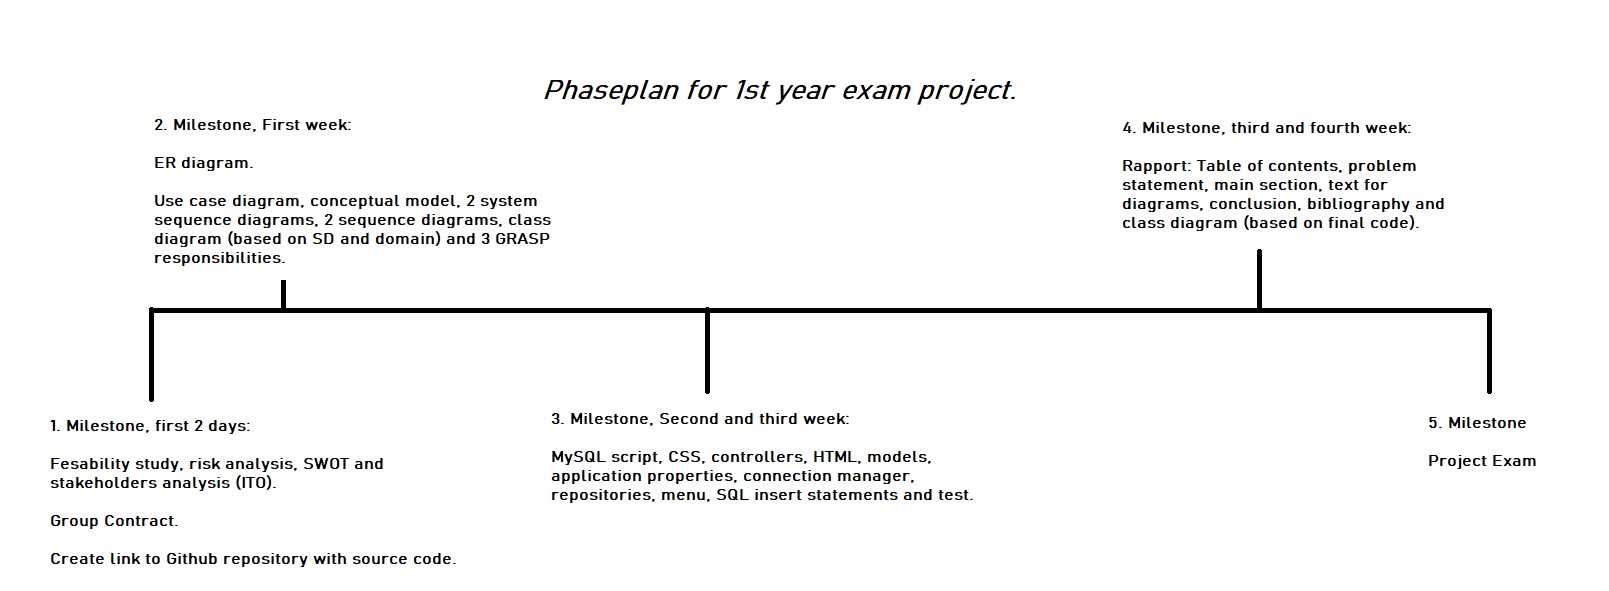 Phaseplan for 1st year exam project.
2. Milestone, First week:
ER diagram.
Use case diagram, conceptual model, 2 system
sequence diagrams, 2 sequence diagrams, class
diagram (based on SD and domain) and 3 GRASP
responsibilities.
4. Milestone, third and fourth week:
Rapport: Table of contents, problem
statement, main section, text for
diagrams, conclusion, bibliography and
class diagram (based on final code).
1. Milestone, first 2 days:
Fesability study, risk analysis, SWOT and
stakeholders analysis (ITO).
Group Contract.
Create link to Github repository with source code.
3. Milestone, Second and third week:
MySQL script, CSS, controllers, HTML, models,
application properties, connection manager,
repositories, menu, SQL insert statements and test.
5. Milestone
Project Exam